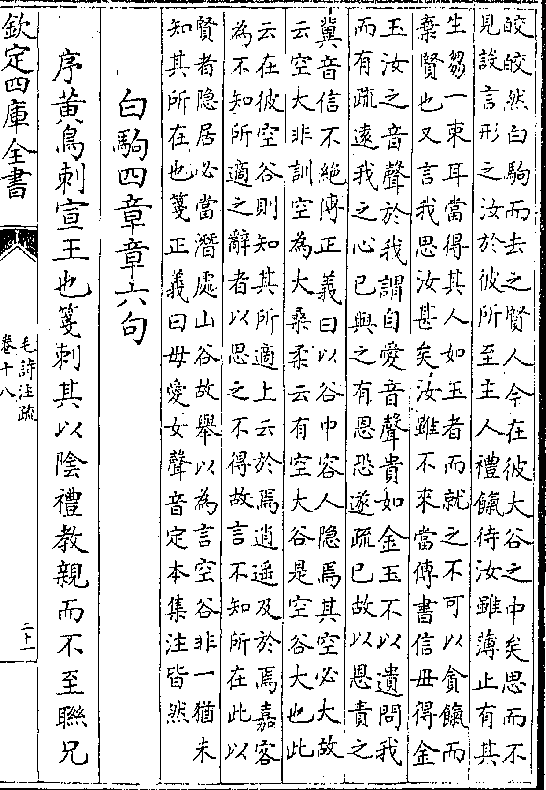 皎皎然白駒而去之賢人今在彼大谷之中矣思而不
見設言形之汝於彼所至主人禮餼待汝雖薄止有其
生芻一束耳當得其人如玉者而就之不可以貪餼而
棄賢也又言我思汝甚矣汝雖不來當傳書信毋得金
玉汝之音聲於我謂自愛音聲貴如金玉不以遺問我
而有疏遠我之心已與之有恩恐遂疏已故以恩責之
冀音信不絶傳正義曰以谷中容人隱焉其空必大故
云空大非訓空為大桑柔云有空大谷是空谷大也此
云在彼空谷則知其所適上云於焉逍遥及於焉嘉客
為不知所適之辭者以思之不得故言不知所在此以
賢者隱居必當潛處山谷故舉以為言空谷非一猶未
知其所在也箋正義曰毋愛女聲音定本集注皆然
白駒四章章六句
序黄鳥刺宣王也箋刺其以陰禮教親而不至聯兄
欽定四庫全書
毛詩注疏
卷十八
二十一